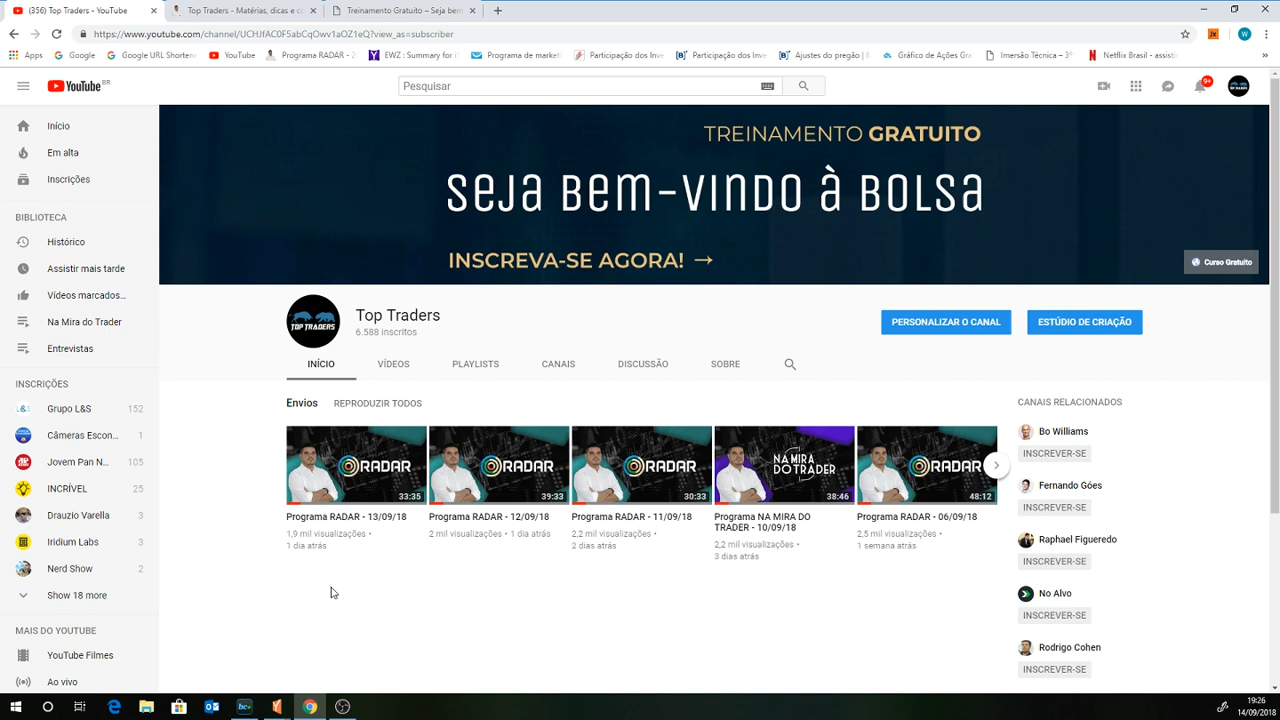 (356) Top Traders - YouTube
Top Traders - Matérias, dicas e co
Treinamento Gratuito – Seja bem
https://www.youtube.com/channel/UCHJfAC0F5abCqOwv1aOZ1eQ?view_as=subscriber
Apps
Google
Google URL Shortene
YouTube
Programa RADAR - 2
EWZ : Summary for i
Programa de market
Participação dos Inve
Participação dos Inve
Ajustes do pregão |
Gráfico de Ações Gra
Imersão Técnica – 3ª
Netflix Brasil - assisti
YouTube BR
Pesquisar
9+
TREINAMENTO GRATUITO
SEJA BEM-VINDO À BOLSA
INSCREVA-SE AGORA! →
Curso Gratuito
Início
Em alta
Inscrições
BIBLIOTECA
Histórico
Assistir mais tarde
Vídeos marcados...
Na Mira do Trader
Entrevistas
INSCRIÇÕES
Grupo L&S 152
Câmeras Escon... 1
Jovem Pan N... 105
INCRÍVEL 25
Drauzio Varella 3
Iridium Labs 3
Nerd Show 2
Show 18 more
MAIS DO YOUTUBE
YouTube Filmes
Ao vivo
TOP TRADERS
Top Traders
6.588 inscritos
PERSONALIZAR O CANAL
ESTÚDIO DE CRIAÇÃO
INÍCIO
VÍDEOS
PLAYLISTS
CANAIS
DISCUSSÃO
SOBRE
Envios
REPRODUZIR TODOS
RADAR
33:35
Programa RADAR - 13/09/18
1,9 mil visualizações •
1 dia atrás
RADAR
39:33
Programa RADAR - 12/09/18
2 mil visualizações • 1 dia atrás
RADAR
30:33
Programa RADAR - 11/09/18
2,2 mil visualizações •
2 dias atrás
NA MIRA
DO TRADER
38:46
Programa NA MIRA DO
TRADER - 10/09/18
2,2 mil visualizações •
3 dias atrás
RADAR
48:12
Programa RADAR - 06/09/18
2,5 mil visualizações •
1 semana atrás
CANAIS RELACIONADOS
Bo Williams
INSCREVER-SE
Fernando Góes
INSCREVER-SE
Raphael Figueredo
INSCREVER-SE
No Alvo
INSCREVER-SE
Rodrigo Cohen
INSCREVER-SE
19:26
14/09/2018